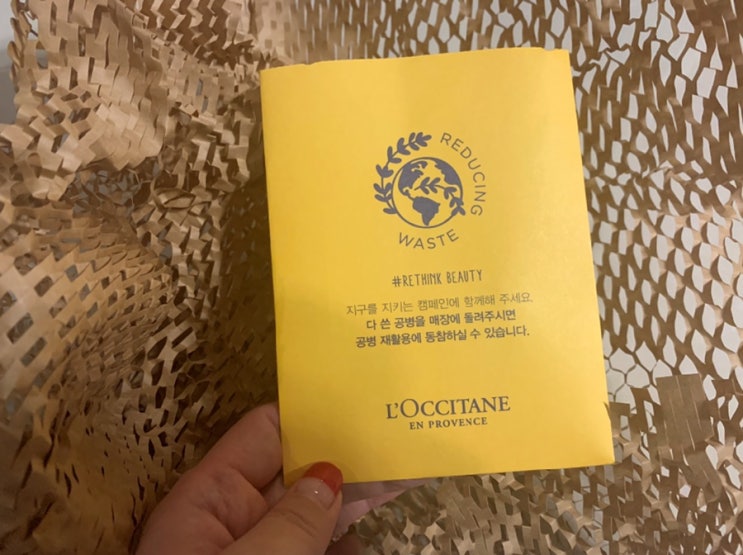 REDUCING
WASTE
#RETHINK BEAUTY
지구를 지키는 캠페인에 함께해 주세요.
다 쓴 공병을 매장에 돌려주시면
공병 재활용에 동참하실 수 있습니다.
L'OCCITANE
EN PROVENCE